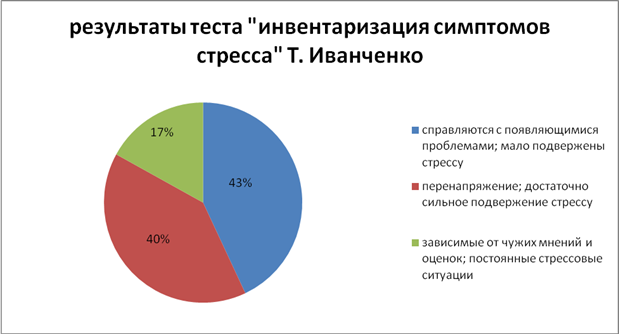 результаты теста "инвентаризация симптомов
стресса" Т. Иванченко
17%
43%
40%
справляются с появляющимися
проблемами; мало подвержены
стрессу
перенапряжение; достаточно
сильное подвержение стрессу
зависимые от чужих мнений и
оценок; постоянные стрессовые
ситуации